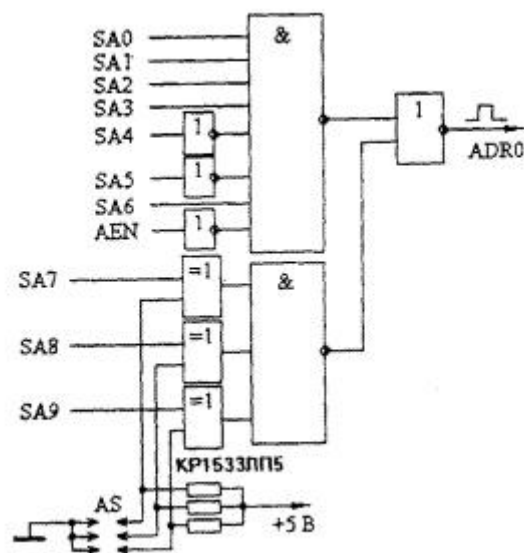 SA0
SA1
SA2
SA3
SA4
SA5
SA6
AEN
1
1
1
&
1
ADR0
SA7
SA8
SA9
=1
=1
=1
&
КР1533ЛП5
AS
+5 В